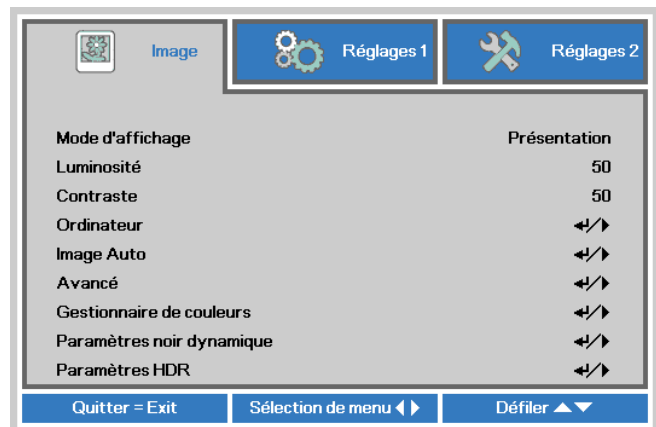 Image Réglages 1 Réglages 2
Mode d'affichage Présentation
Luminosité 50
Contraste 50
Ordinateur
Image Auto
Avancé
Gestionnaire de couleurs
Paramètres noir dynamique
Paramètres HDR
Quitter = Exit Sélection de menu Défiler